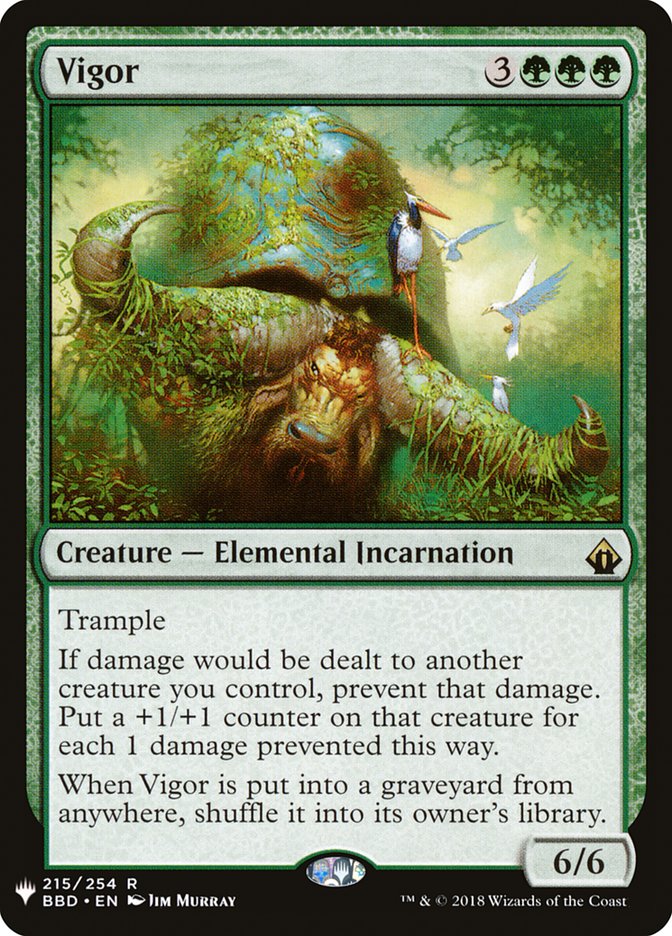 Vigor 3
Creature — Elemental Incarnation
Trample
If damage would be dealt to another
creature you control, prevent that damage.
Put a +1/+1 counter on that creature for
each 1 damage prevented this way.
When Vigor is put into a graveyard from
anywhere, shuffle it into its owner's library.
6/6
215/254 R
BBD • EN Jim Murray
™ & © 2018 Wizards of the Coast